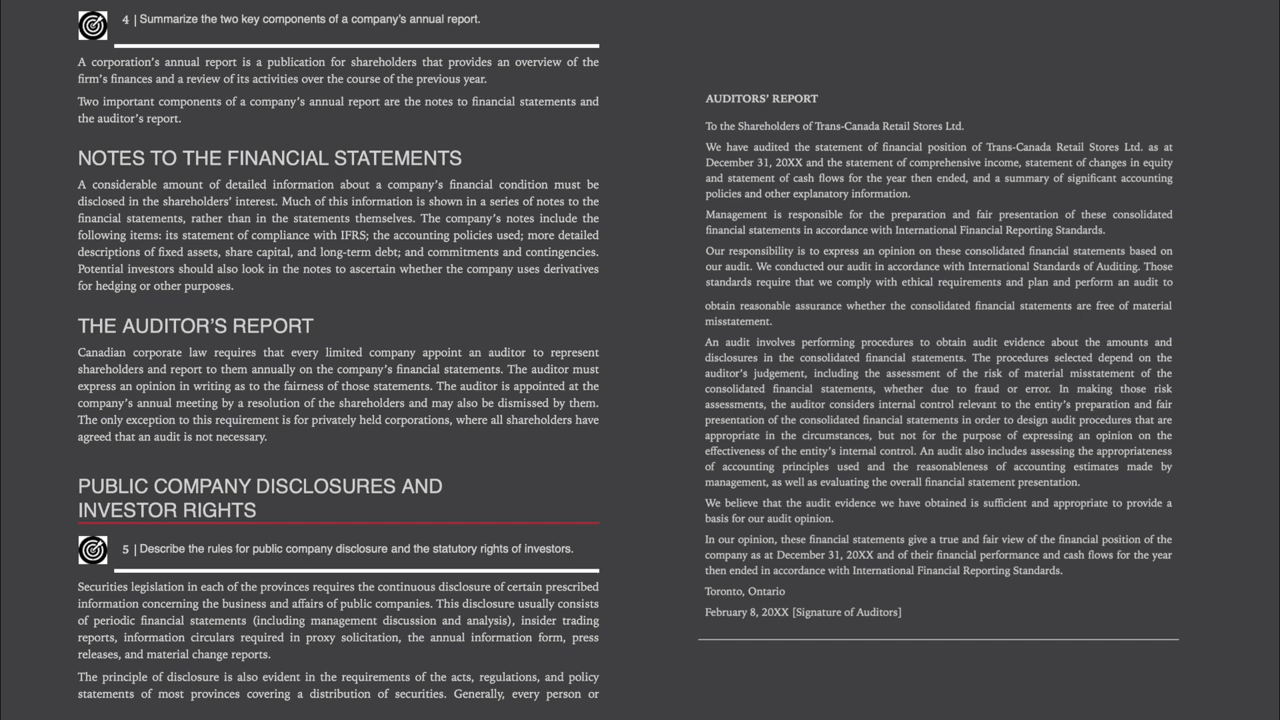 4 | Summarize the two key components of a company's annual report.
A corporation's annual report is a publication for shareholders that provides an overview of the
firm's finances and a review of its activities over the course of the previous year.
Two important components of a company's annual report are the notes to financial statements and
the auditor's report.
NOTES TO THE FINANCIAL STATEMENTS
A considerable amount of detailed information about a company's financial condition must be
disclosed in the shareholders' interest. Much of this information is shown in a series of notes to the
financial statements, rather than in the statements themselves. The company's notes include the
following items: its statement of compliance with IFRS; the accounting policies used; more detailed
descriptions of fixed assets, share capital, and long-term debt; and commitments and contingencies.
Potential investors should also look in the notes to ascertain whether the company uses derivatives
for hedging or other purposes.
THE AUDITOR'S REPORT
Canadian corporate law requires that every limited company appoint an auditor to represent
shareholders and report to them annually on the company's financial statements. The auditor must
express an opinion in writing as to the fairness of those statements. The auditor is appointed at the
company's annual meeting by a resolution of the shareholders and may also be dismissed by them.
The only exception to this requirement is for privately held corporations, where all shareholders have
agreed that an audit is not necessary.
PUBLIC COMPANY DISCLOSURES AND
INVESTOR RIGHTS
5 | Describe the rules for public company disclosure and the statutory rights of investors.
Securities legislation in each of the provinces requires the continuous disclosure of certain prescribed
information concerning the business and affairs of public companies. This disclosure usually consists
of periodic financial statements (including management discussion and analysis), insider trading
reports, information circulars required in proxy solicitation, the annual information form, press
releases, and material change reports.
The principle of disclosure is also evident in the requirements of the acts, regulations, and policy
statements of most provinces covering a distribution of securities. Generally, every person or
AUDITORS' REPORT
To the Shareholders of Trans-Canada Retail Stores Ltd.
We have audited the statement of financial position of Trans-Canada Retail Stores Ltd. as at
December 31, 20XX and the statement of comprehensive income, statement of changes in equity
and statement of cash flows for the year then ended, and a summary of significant accounting
policies and other explanatory information.
Management is responsible for the preparation and fair presentation of these consolidated
financial statements in accordance with International Financial Reporting Standards.
Our responsibility is to express an opinion on these consolidated financial statements based on
our audit. We conducted our audit in accordance with International Standards of Auditing. Those
standards require that we comply with ethical requirements and plan and perform an audit to
obtain reasonable assurance whether the consolidated financial statements are free of material
misstatement.
An audit involves performing procedures to obtain audit evidence about the amounts and
disclosures in the consolidated financial statements. The procedures selected depend on the
auditor's judgement, including the assessment of the risk of material misstatement of the
consolidated financial statements, whether due to fraud or error. In making those risk
assessments, the auditor considers internal control relevant to the entity's preparation and fair
presentation of the consolidated financial statements in order to design audit procedures that are
appropriate in the circumstances, but not for the purpose of expressing an opinion on the
effectiveness of the entity's internal control. An audit also includes assessing the appropriateness
of accounting principles used and the reasonableness of accounting estimates made by
management, as well as evaluating the overall financial statement presentation.
We believe that the audit evidence we have obtained is sufficient and appropriate to provide a
basis for our audit opinion.
In our opinion, these financial statements give a true and fair view of the financial position of the
company as at December 31, 20XX and of their financial performance and cash flows for the year
then ended in accordance with International Financial Reporting Standards.
Toronto, Ontario
February 8, 20XX [Signature of Auditors]